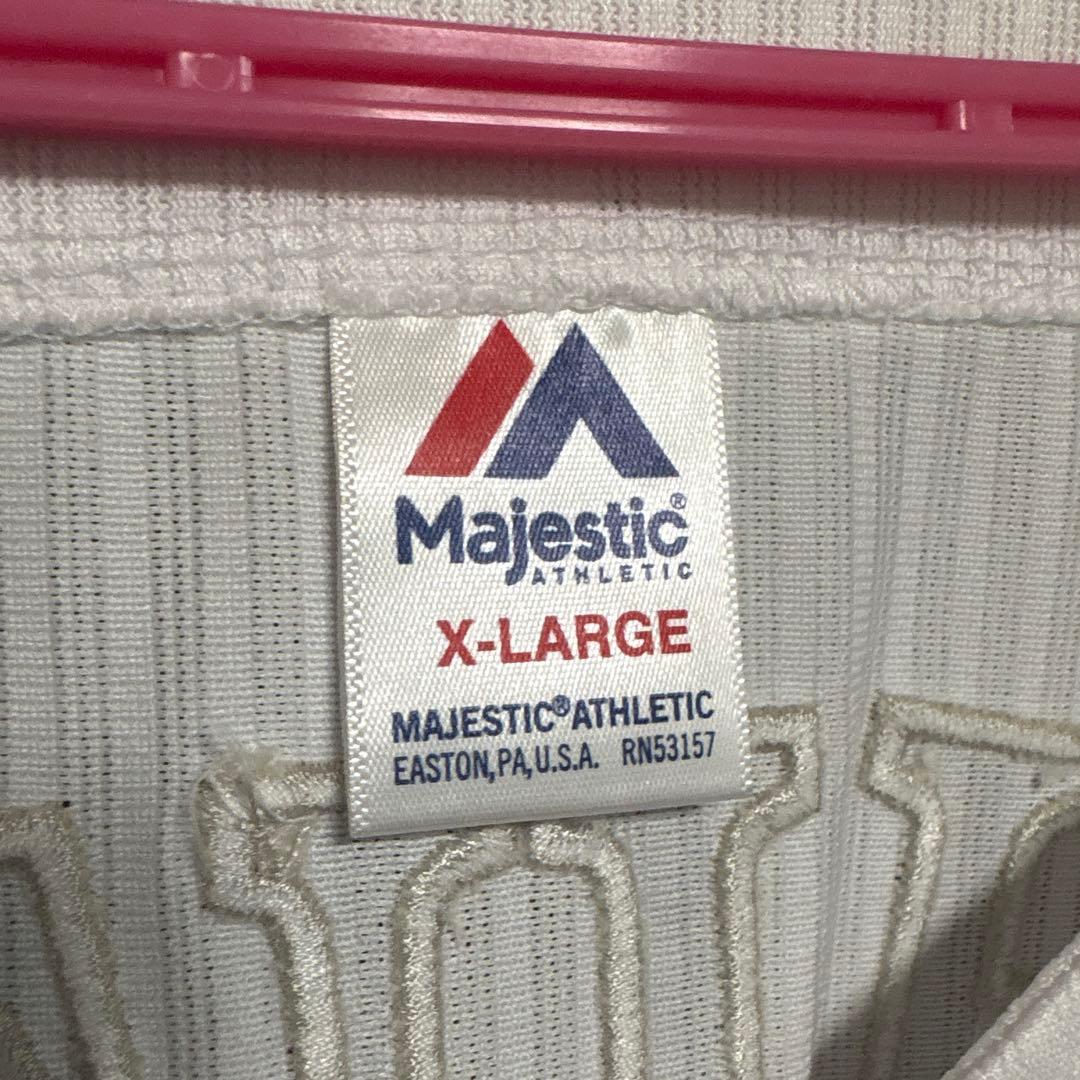 Majestic®
ATHLETIC
X-LARGE
MAJESTIC®ATHLETIC
EASTON,PA,U.S.A. RN53157